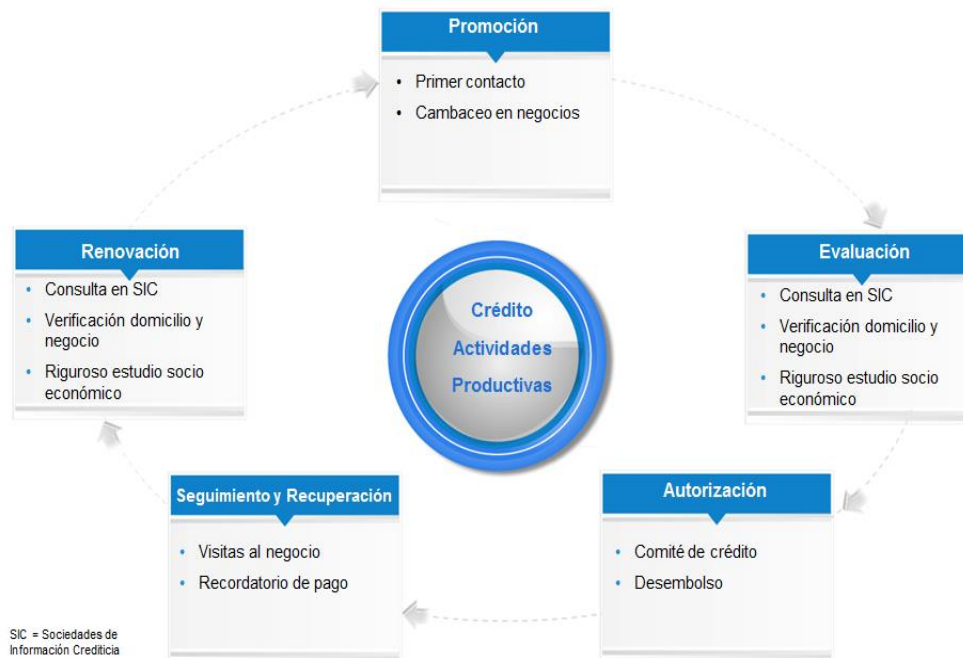 Promoción
• Primer contacto
• Cambaceo en negocios
Evaluación
• Consulta en SIC
• Verificación domicilio y
negocio
• Riguroso estudio socio
económico
Autorización
• Comité de crédito
• Desembolso
Seguimiento y Recuperación
• Visitas al negocio
• Recordatorio de pago
Renovación
• Consulta en SIC
• Verificación domicilio y
negocio
• Riguroso estudio socio
económico
Crédito
Actividades
Productivas
SIC = Sociedades de
Información Crediticia